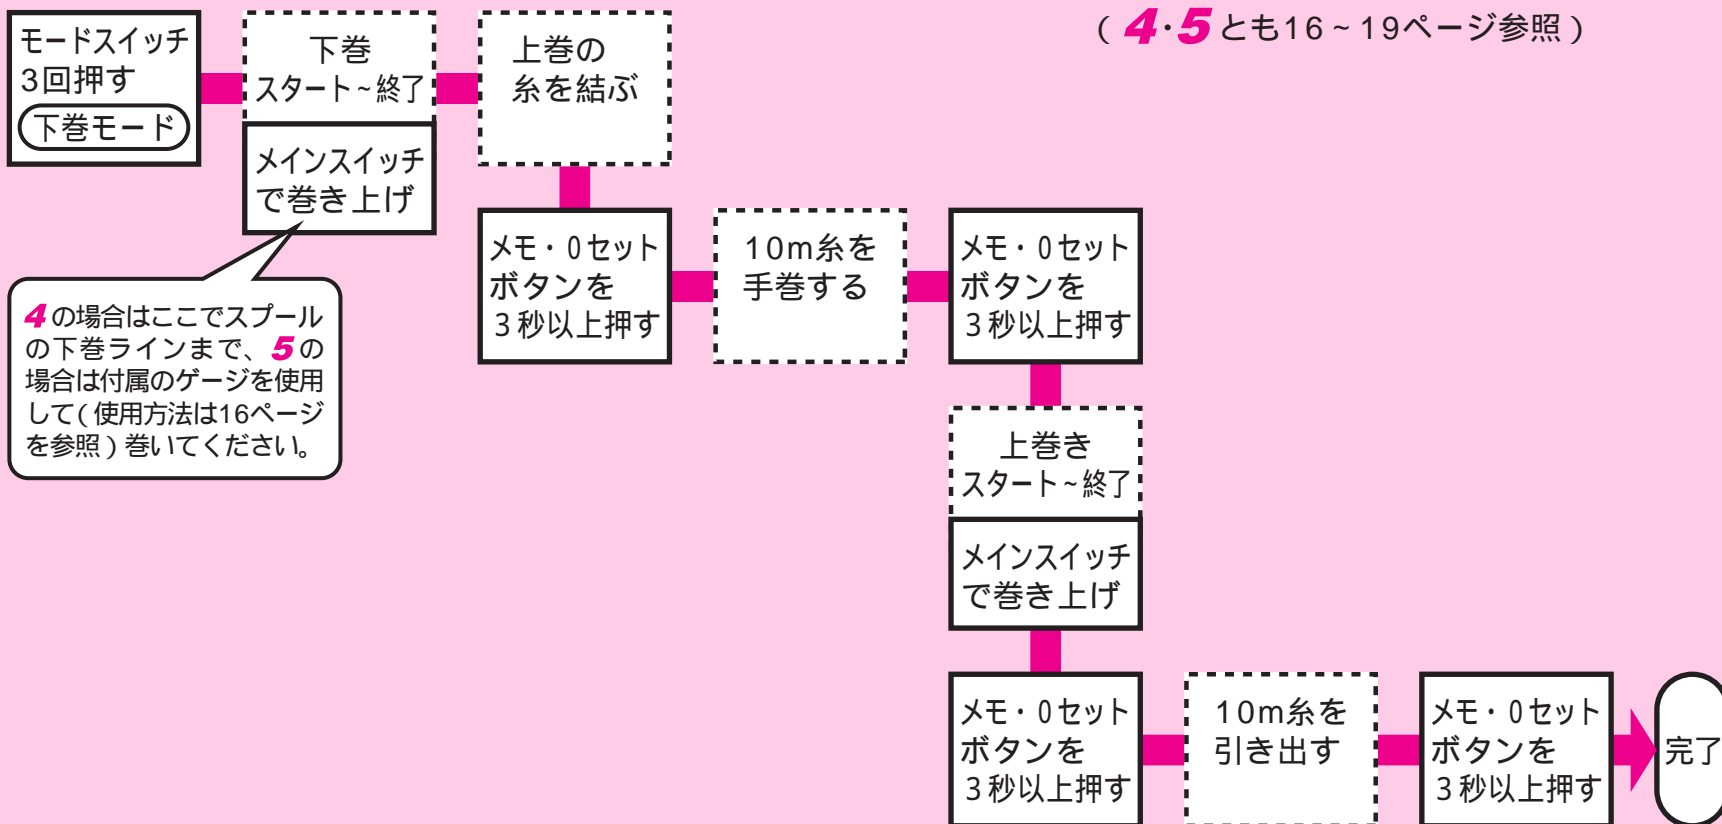 (4・5とも16~19ページ参照)
モードスイッチ
3回押す
下巻モード
下巻
スタート~終了
メインスイッチ
で巻き上げ
上巻の
糸を結ぶ
4の場合はここでスプール
の下巻ラインまで、5の
場合は付属のゲージを使用
して(使用方法は16ページ
を参照)巻いてください。
メモ・0セット
ボタンを
3秒以上押す
10m糸を
手巻する
メモ・0セット
ボタンを
3秒以上押す
上巻き
スタート~終了
メインスイッチ
で巻き上げ
メモ・0セット
ボタンを
3秒以上押す
10m糸を
引き出す
メモ・0セット
ボタンを
3秒以上押す
完了